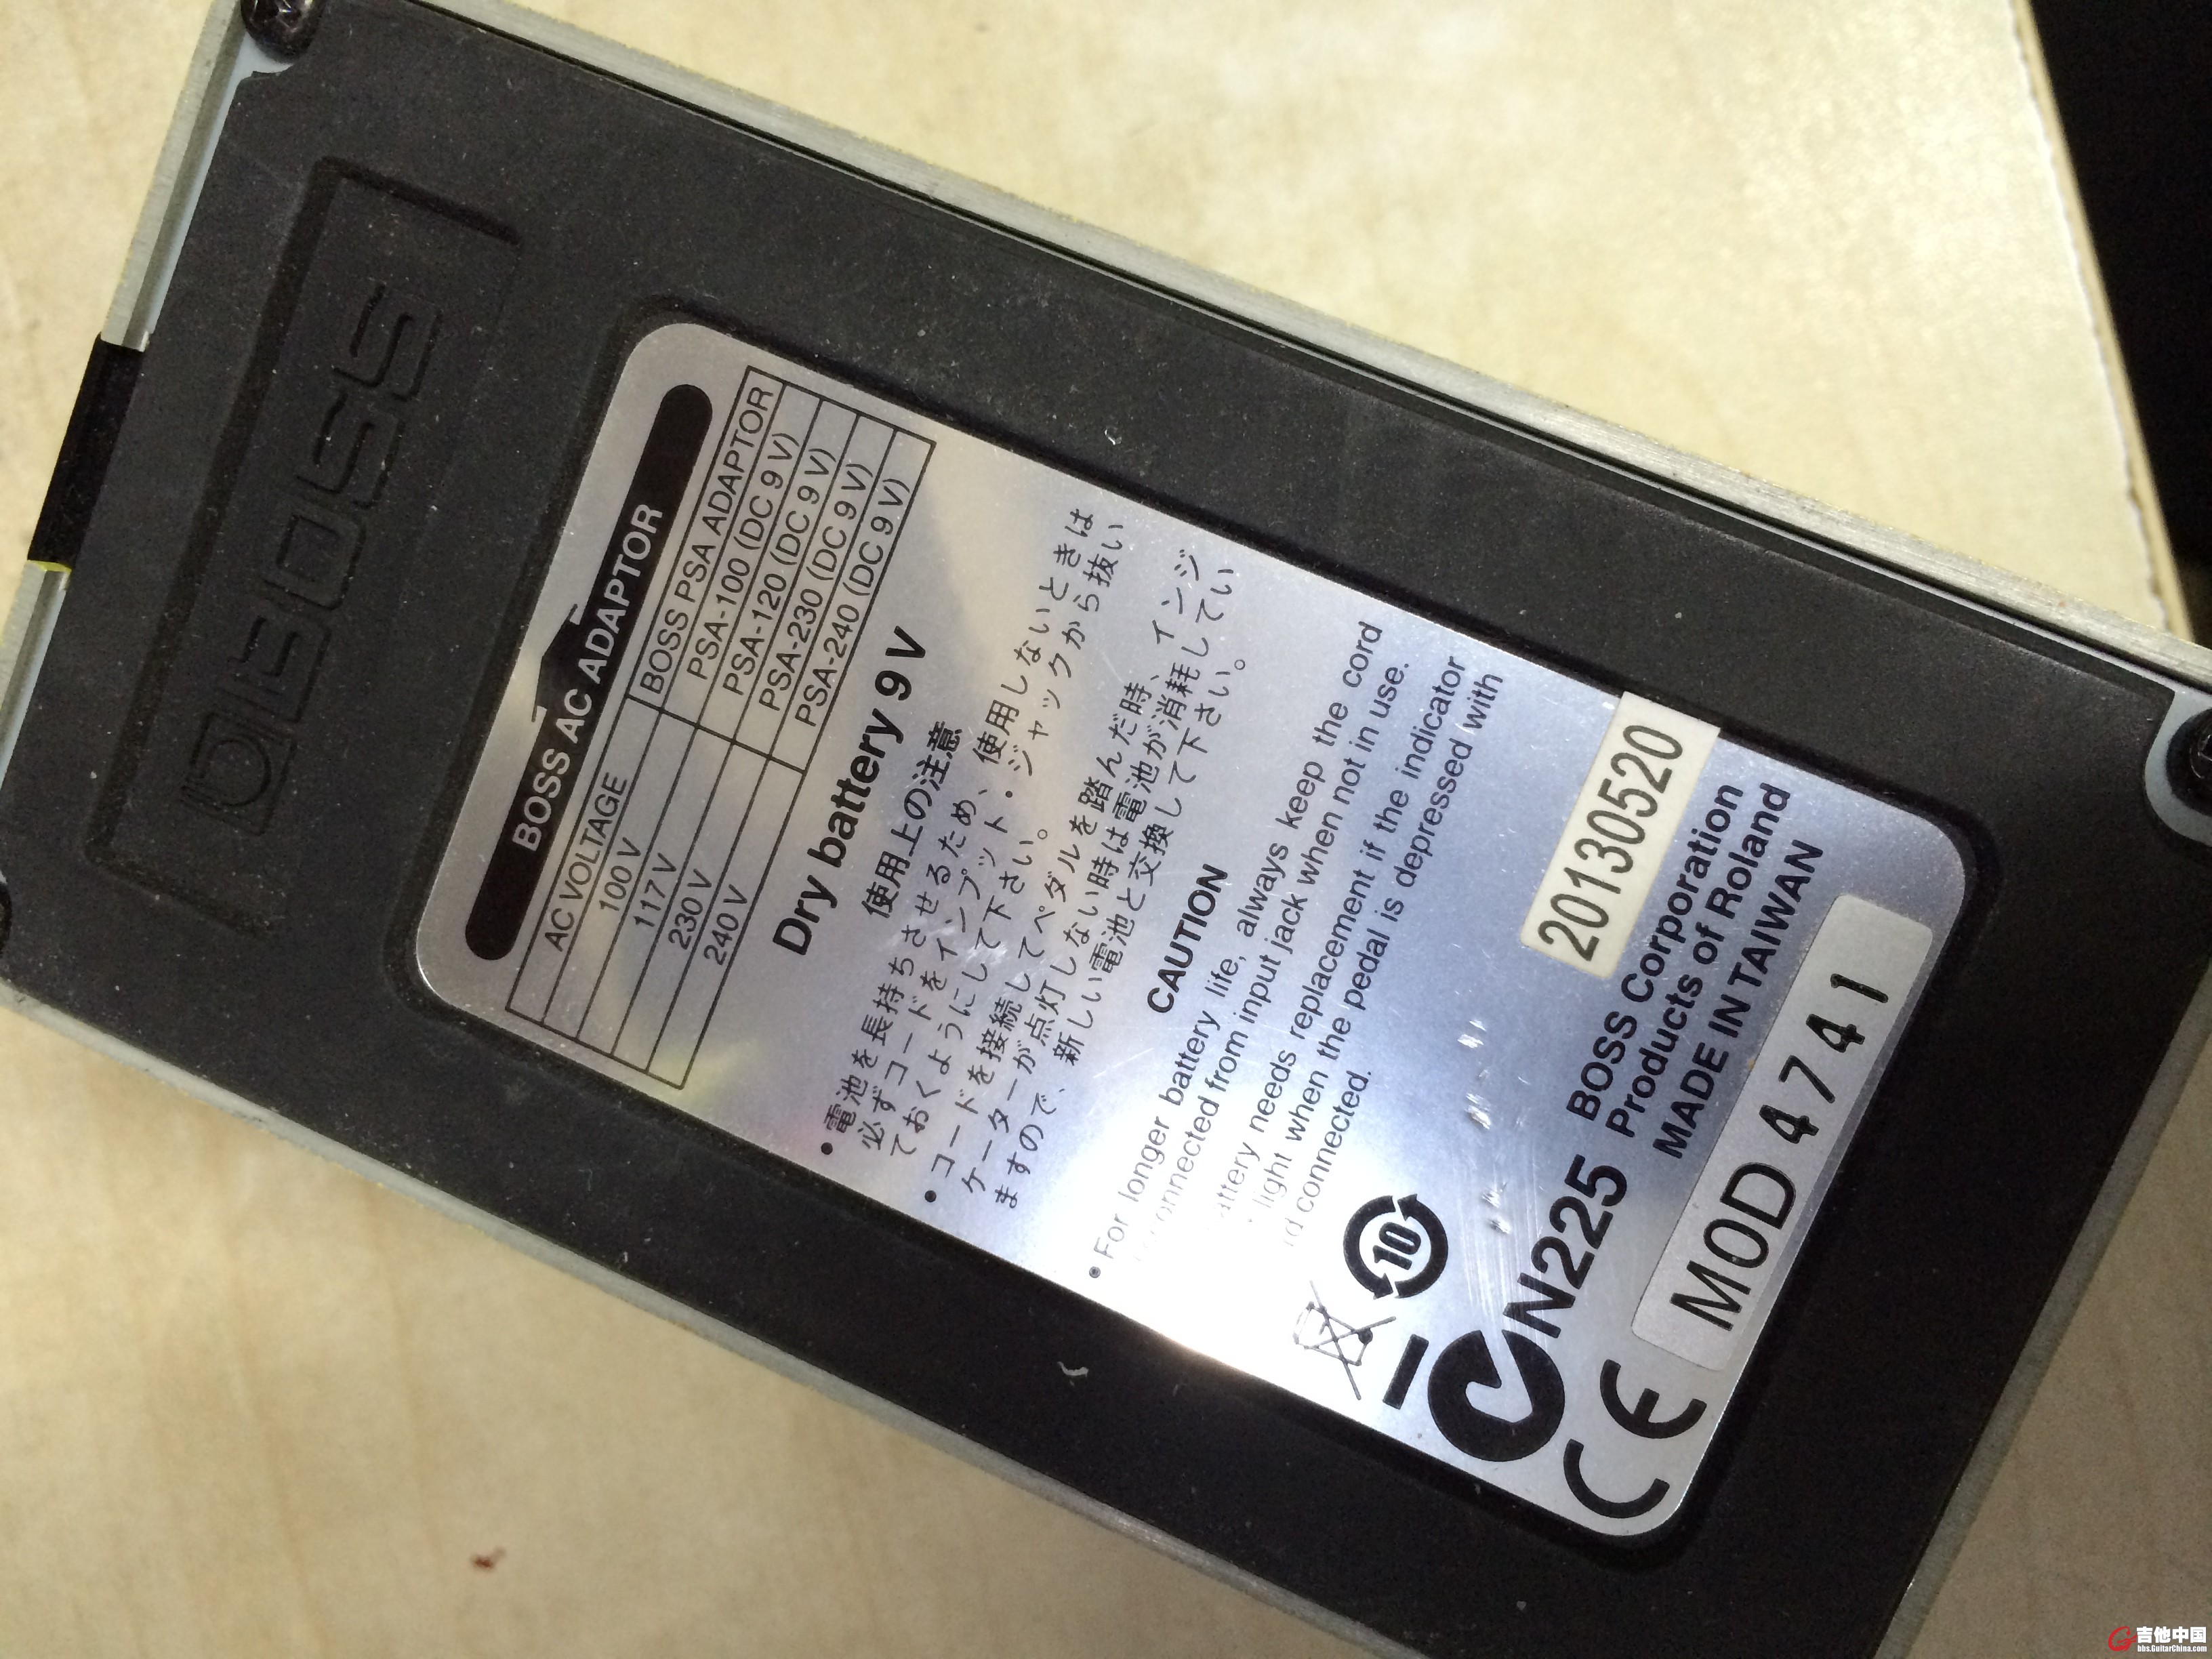 BOSS
BOSS AC ADAPTOR
AC VOLTAGE BOSS PSA ADAPTOR
100 V PSA-100 (DC 9 V)
117 V PSA-120 (DC 9 V)
230 V PSA-230 (DC 9 V)
240 V PSA-240 (DC 9 V)
Dry battery 9 V
使用上の注意
• 電池を長持ちさせるため、使用しないときは
必ずコードをインプット・ジャックから抜い
ておくようにして下さい。
• コードを接続してペダルを踏んだ時、インジ
ケーターが点灯しない時は電池が消耗してい
ますので、新しい電池と交換して下さい。
CAUTION
• For longer battery life, always keep the cord
from input jack when not in use.
needs replacement if the indicator
light when the pedal is depressed with
connected.
20130520
10
N225
BOSS Corporation
Products of Roland
MADE IN TAIWAN
CE
MOD 4741
吉他中国
bbs.GuitarChina.com